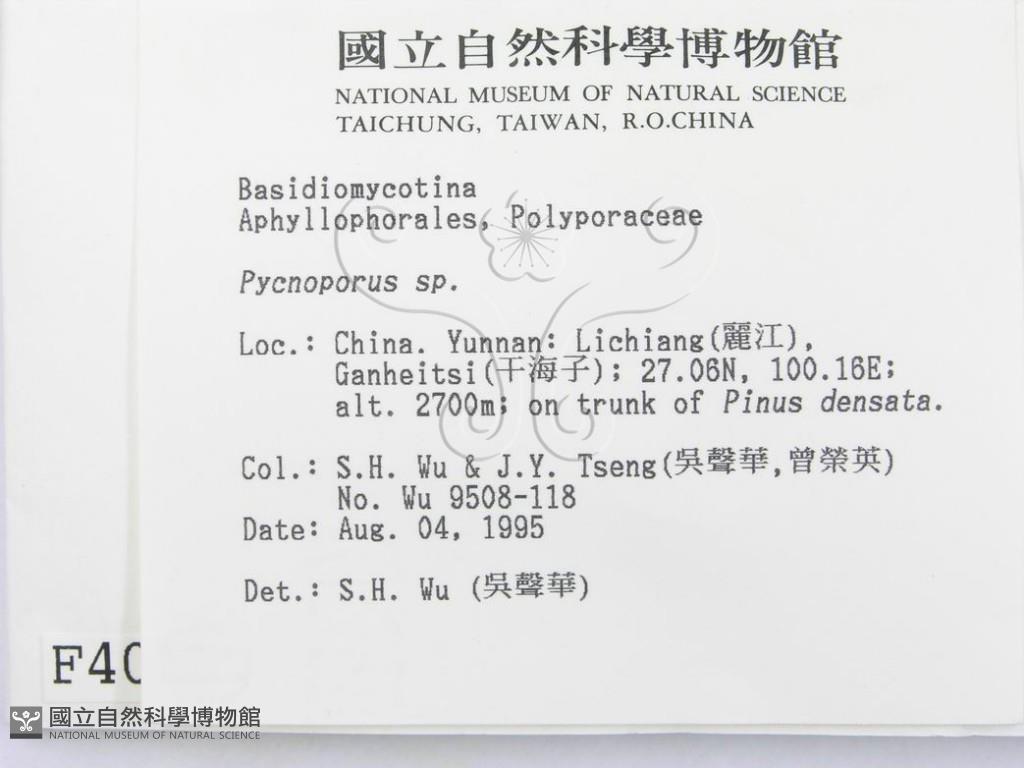 國立自然科學博物館
NATIONAL MUSEUM OF NATURAL SCIENCE
TAICHUNG, TAIWAN, R.O.CHINA
Basidiomycotina
Aphyllophorales, Polyporaceae
Pycnoporus sp.
Loc.: China. Yunnan: Lichiang(麗江),
Ganheitsi(干海子); 27.06N, 100.16E;
alt. 2700m; on trunk of Pinus densata.
Col.: S.H. Wu & J.Y. Tseng(吳聲華,曾榮英)
No. Wu 9508-118
Date: Aug. 04, 1995
Det.: S.H. Wu (吳聲華)
F40
國立自然科學博物館
NATIONAL MUSEUM OF NATURAL SCIENCE